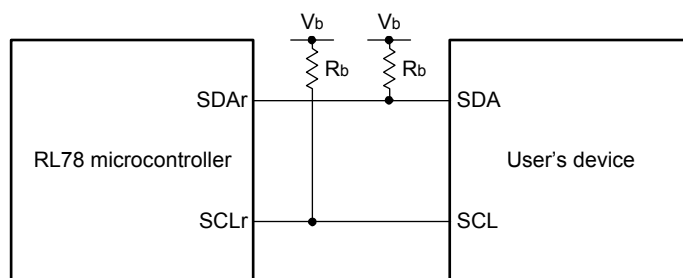 Vb Vb
Rb Rb
SDAr SDA
RL78 microcontroller User’s device
SCLr SCL